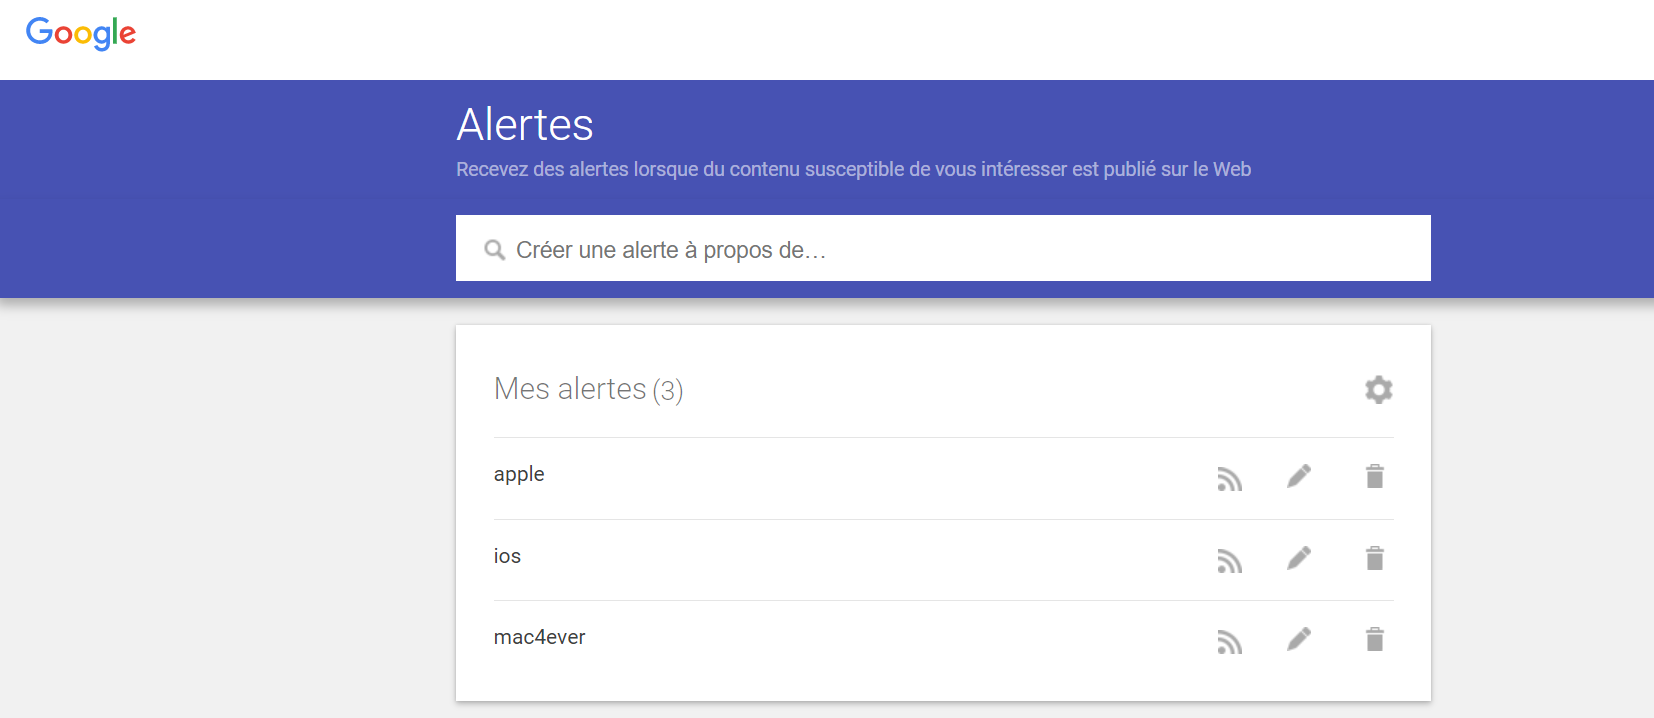 Google
Alertes
Recevez des alertes lorsque du contenu susceptible de vous intéresser est publié sur le Web
Créer une alerte à propos de…
Mes alertes (3)
apple
ios
mac4ever